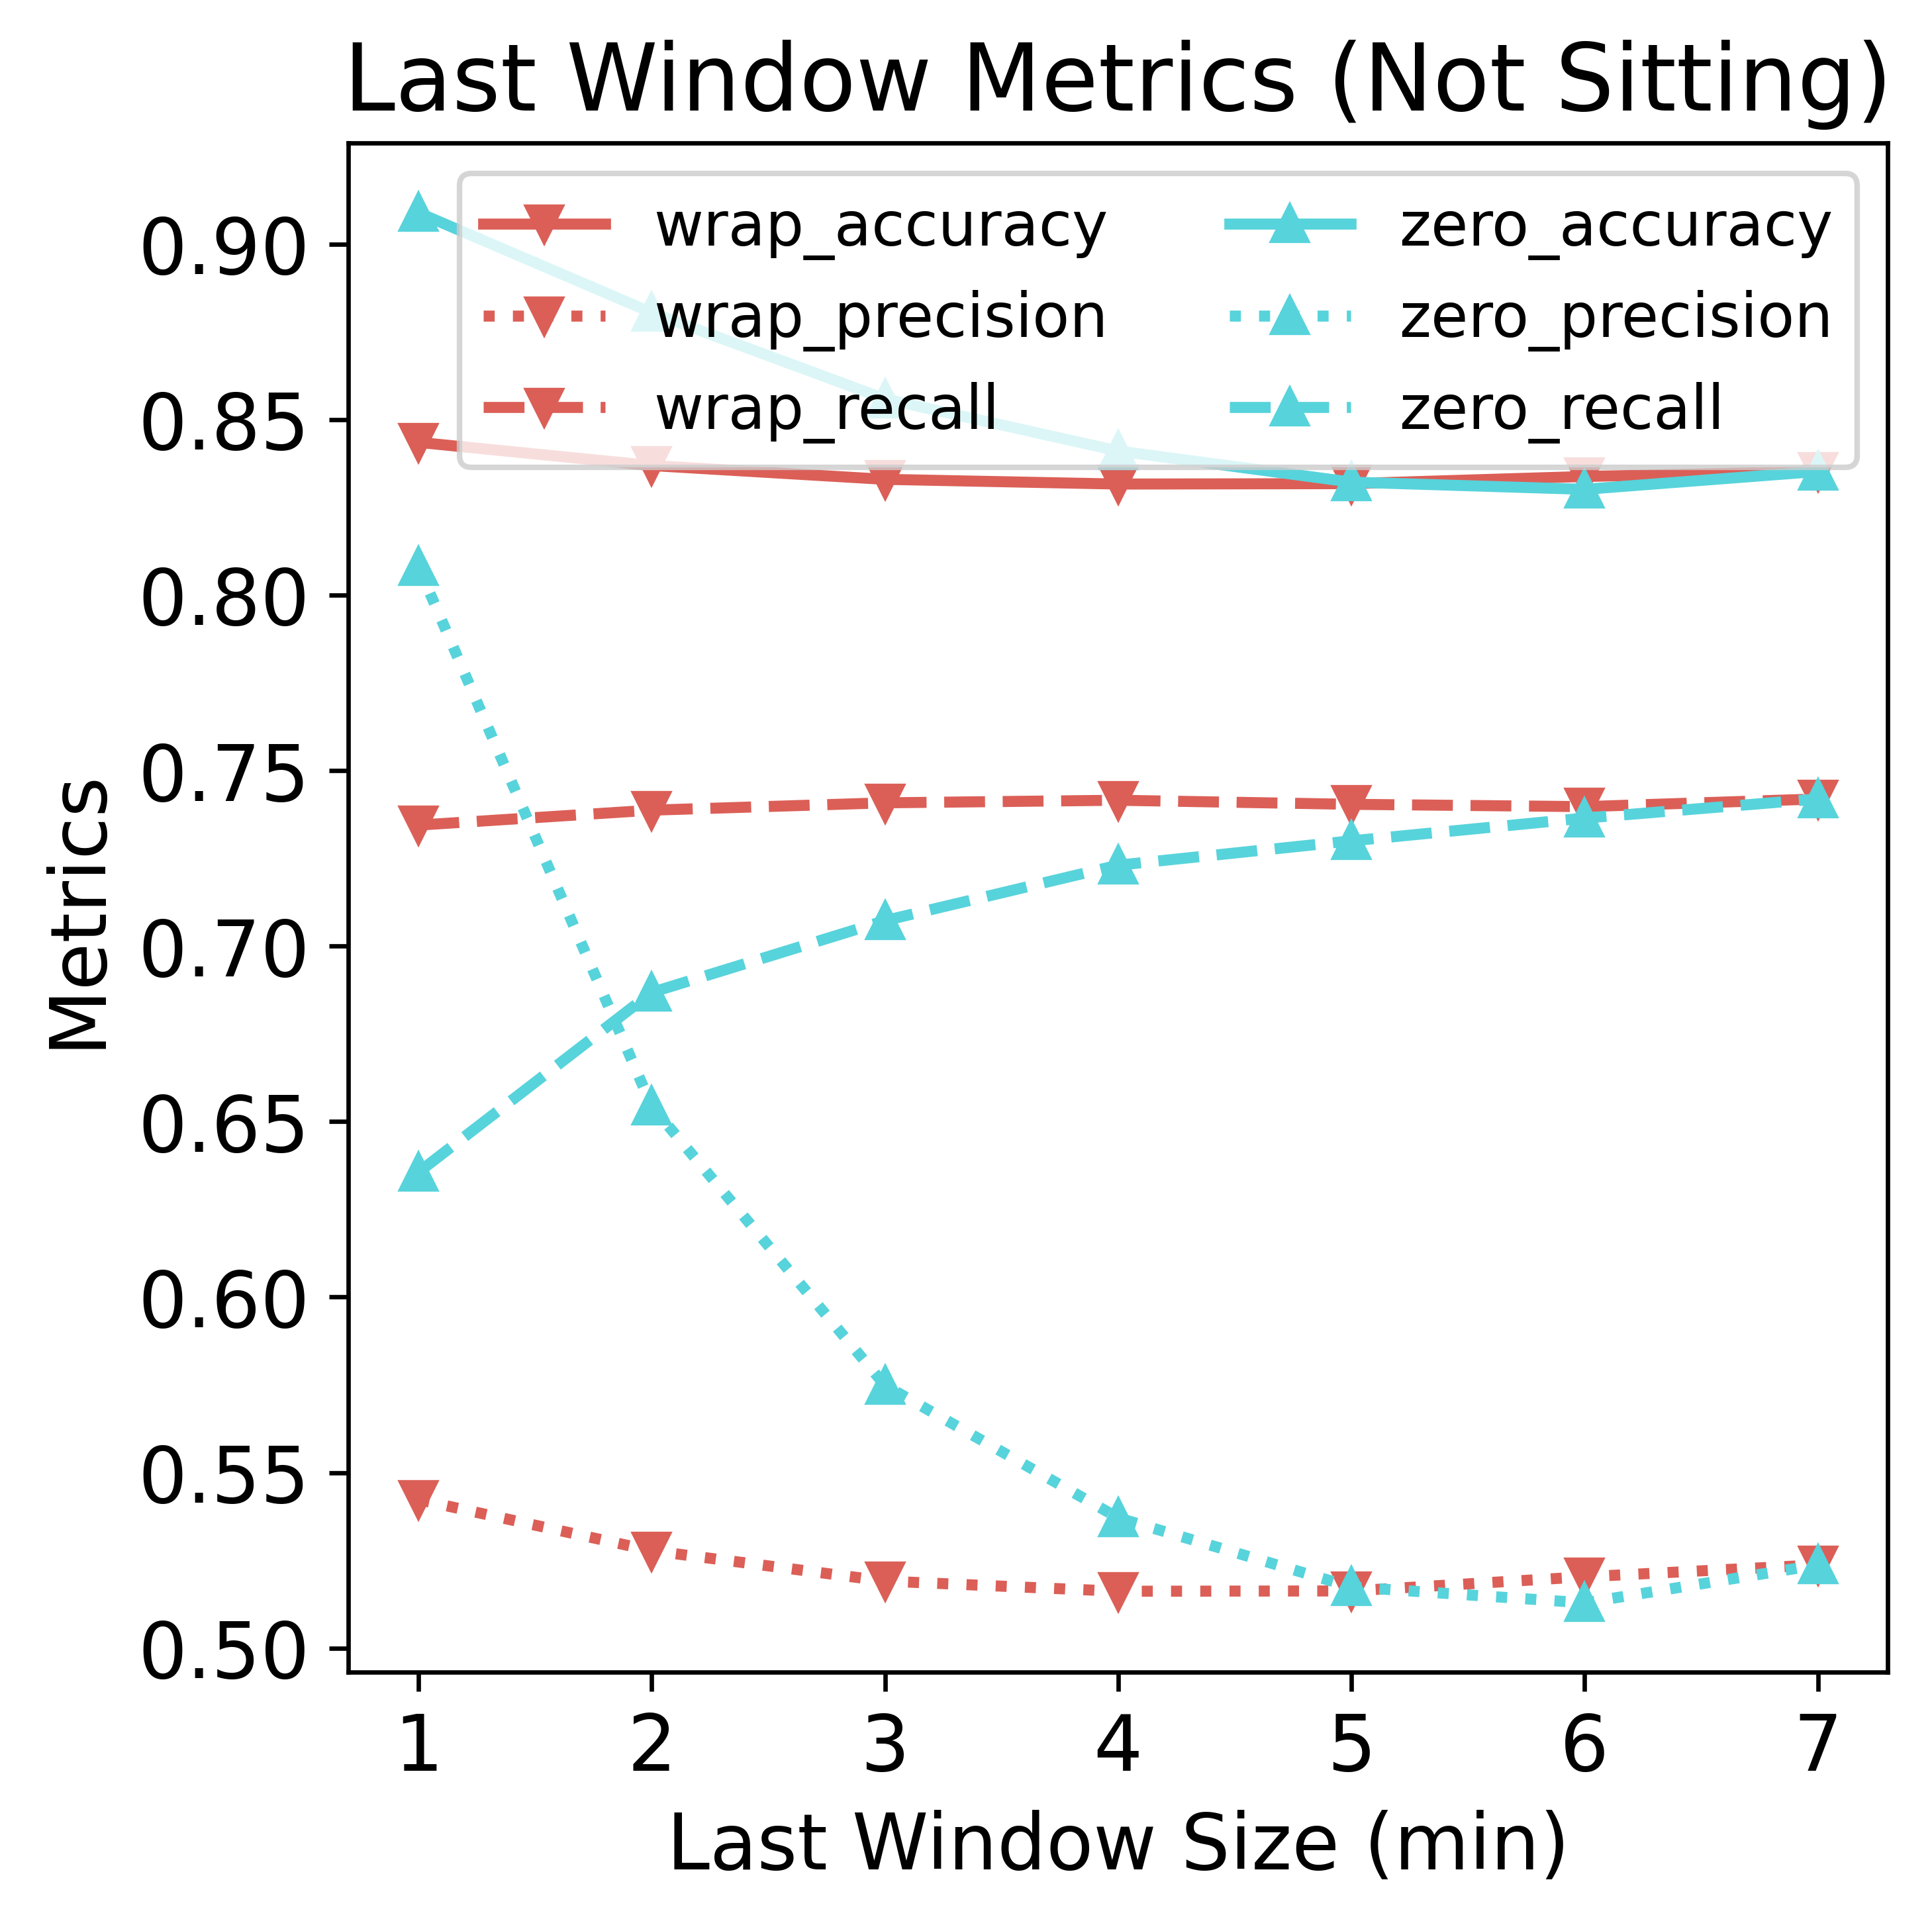 Last Window Metrics (Not Sitting)
wrap_accuracy
wrap_precision
wrap_recall
zero_accuracy
zero_precision
zero_recall
0.90
0.85
0.80
0.75
0.70
0.65
0.60
0.55
0.50
Metrics
1 2 3 4 5 6 7
Last Window Size (min)